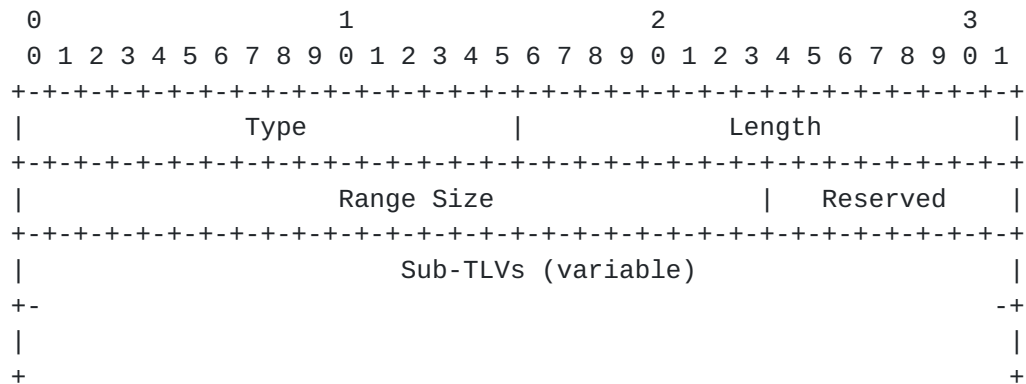 0                   1                   2                   3
 0 1 2 3 4 5 6 7 8 9 0 1 2 3 4 5 6 7 8 9 0 1 2 3 4 5 6 7 8 9 0 1
+-+-+-+-+-+-+-+-+-+-+-+-+-+-+-+-+-+-+-+-+-+-+-+-+-+-+-+-+-+-+-+-+
|              Type             |             Length            |
+-+-+-+-+-+-+-+-+-+-+-+-+-+-+-+-+-+-+-+-+-+-+-+-+-+-+-+-+-+-+-+-+
|                    Range Size                 |   Reserved    |
+-+-+-+-+-+-+-+-+-+-+-+-+-+-+-+-+-+-+-+-+-+-+-+-+-+-+-+-+-+-+-+-+
|                        Sub-TLVs (variable)                    |
+-                                                             -+
|                                                               |
+                                                               +